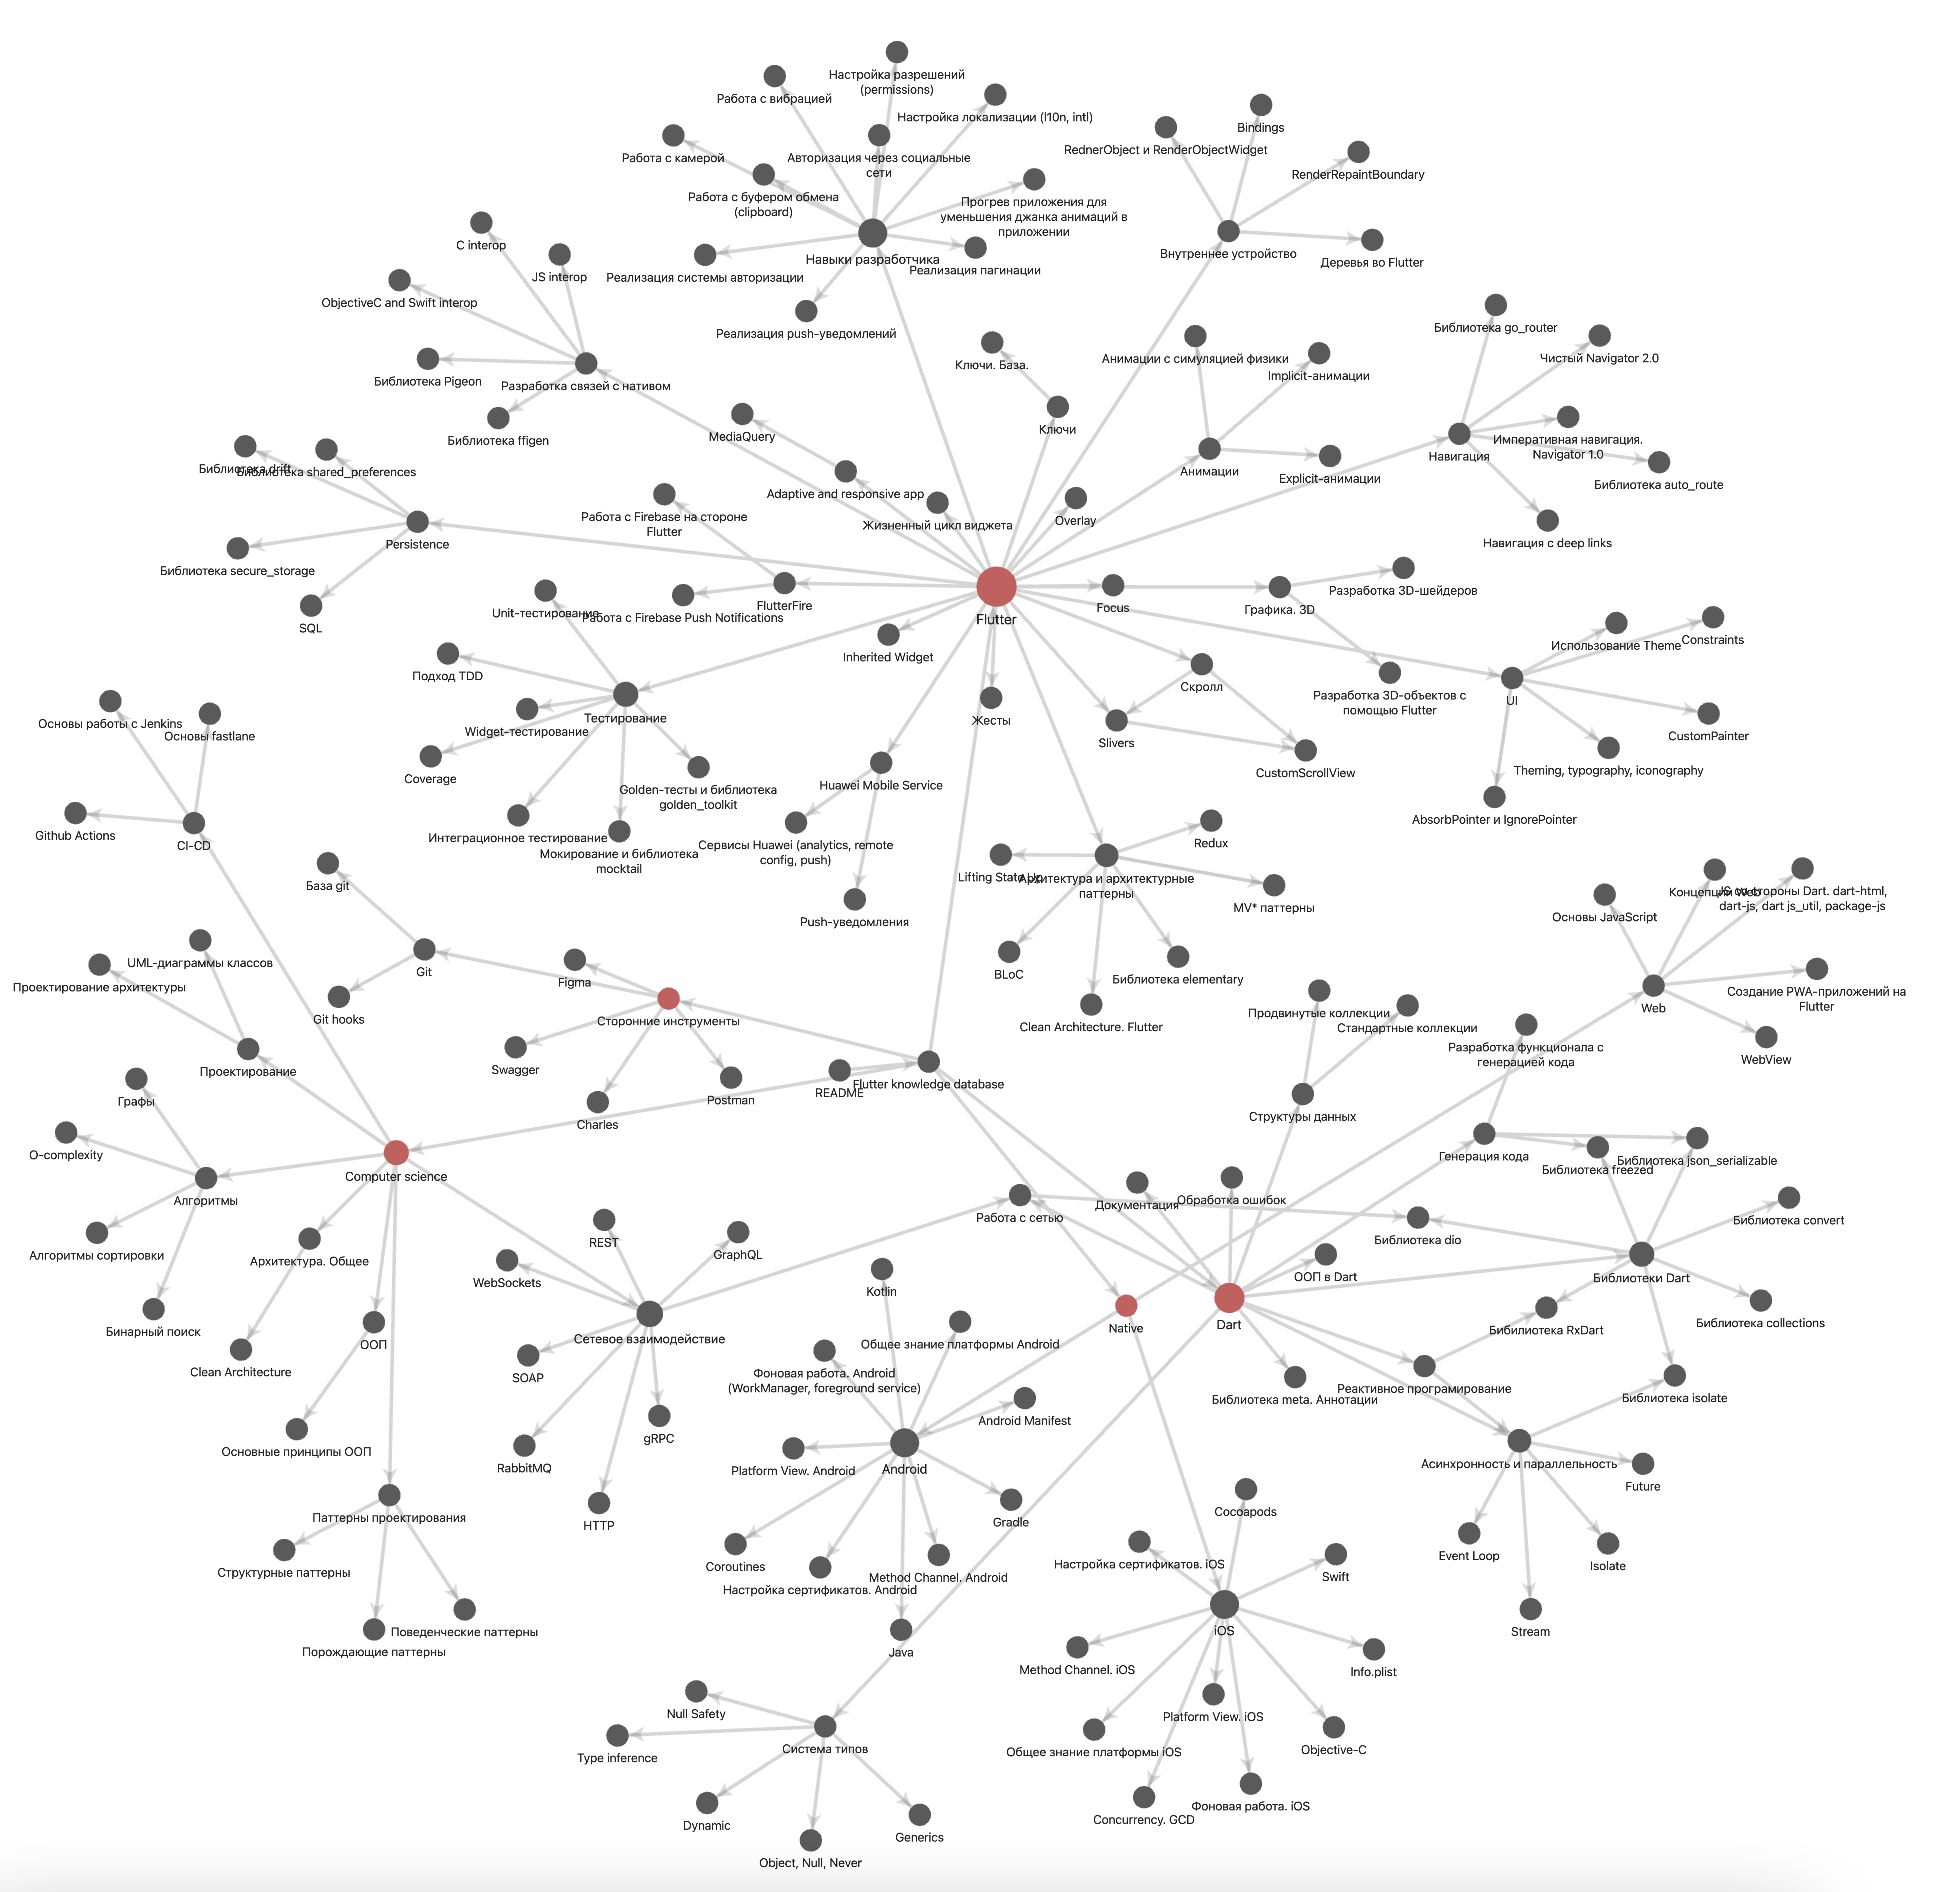 Настройка разрешений
(permissions)
Работа с вибрацией
Настройка локализации (l10n, intl)
Bindings
RednerObject и RenderObjectWidget
Работа с камерой
Авторизация через социальные
сети
RenderRepaintBoundary
Работа с буфером обмена
(clipboard)
Прогрев приложения для
уменьшения джанка анимаций в
приложении
C interop
JS interop
Навыки разработчика
Реализация пагинации
Реализация системы авторизации
Внутреннее устройство
Деревья во Flutter
ObjectiveC and Swift interop
Реализация push-уведомлений
Библиотека go_router
Чистый Navigator 2.0
Ключи. База.
Анимации с симуляцией физики
Implicit-анимации
Библиотека Pigeon
Разработка связей с нативом
Библиотека ffigen
MediaQuery
Ключи
Анимации
Explicit-анимации
Императивная навигация.
Navigator 1.0
Навигация
Библиотека auto_route
Библиотека drift
Библиотека shared_preferences
Adaptive and responsive app
Жизненный цикл виджета
Overlay
Работа с Firebase на стороне
Flutter
Навигация с deep links
Persistence
Библиотека secure_storage
SQL
Unit-тестирование
Работа с Firebase Push Notifications
FlutterFire
Flutter
Focus
Графика. 3D
Разработка 3D-шейдеров
Inherited Widget
Использование Theme
Constraints
Подход TDD
Скролл
Разработка 3D-объектов с
помощью Flutter
UI
Основы работы с Jenkins
Основы fastlane
Widget-тестирование
Тестирование
Жесты
Slivers
CustomScrollView
CustomPainter
Theming, typography, iconography
Coverage
Golden-тесты и библиотека
golden_toolkit
Huawei Mobile Service
AbsorbPointer и IgnorePointer
Github Actions
CI-CD
Интеграционное тестирование
Мокирование и библиотека
mocktail
Сервисы Huawei (analytics, remote
config, push)
Redux
Lifting State Up
Архитектура и архитектурные
паттерны
MV* паттерны
База git
Push-уведомления
Основы JavaScript
Концепции Web
JS со стороны Dart. dart-html,
dart-js, dart js_util, package-js
UML-диаграммы классов
Проектирование архитектуры
Git
Figma
BLoC
Библиотека elementary
Git hooks
Сторонние инструменты
Clean Architecture. Flutter
Продвинутые коллекции
Стандартные коллекции
Web
Создание PWA-приложений на
Flutter
Разработка функционала с
генерацией кода
WebView
Проектирование
Swagger
README
Flutter knowledge database
Postman
Charles
Графы
Структуры данных
O-complexity
Computer science
Генерация кода
Библиотека freezed
Библиотека json_serializable
Алгоритмы
Документация
Обработка ошибок
Работа с сетью
Библиотека dio
Библиотека convert
Алгоритмы сортировки
Архитектура. Общее
REST
GraphQL
WebSockets
ООП в Dart
Библиотеки Dart
Kotlin
Бинарный поиск
ООП
Сетевое взаимодействие
Общее знание платформы Android
Native
Dart
Бибилиотека RxDart
Библиотека collections
Clean Architecture
SOAP
Фоновая работа. Android
(WorkManager, foreground service)
Реактивное програмирование
Библиотека meta. Аннотации
Библиотека isolate
Основные принципы ООП
RabbitMQ
gRPC
Android Manifest
Platform View. Android
Android
Асинхронность и параллельность
Future
Паттерны проектирования
HTTP
Gradle
Cocoapods
Структурные паттерны
Coroutines
Method Channel. Android
Настройка сертификатов. Android
Настройка сертификатов. iOS
Swift
Event Loop
Isolate
Поведенческие паттерны
Порождающие паттерны
Java
iOS
Stream
Method Channel. iOS
Info.plist
Null Safety
Type inference
Система типов
Platform View. iOS
Общее знание платформы iOS
Objective-C
Dynamic
Generics
Object, Null, Never
Concurrency. GCD
Фоновая работа. iOS